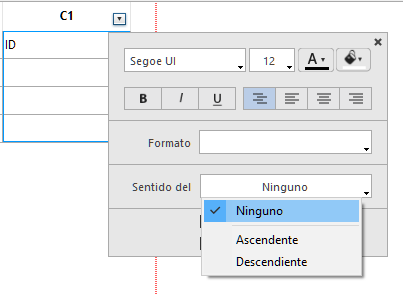 C1
ID
Segoe UI 12 A
B I U
Formato
Sentido del Ninguno
Ninguno
Ascendente
Descendiente